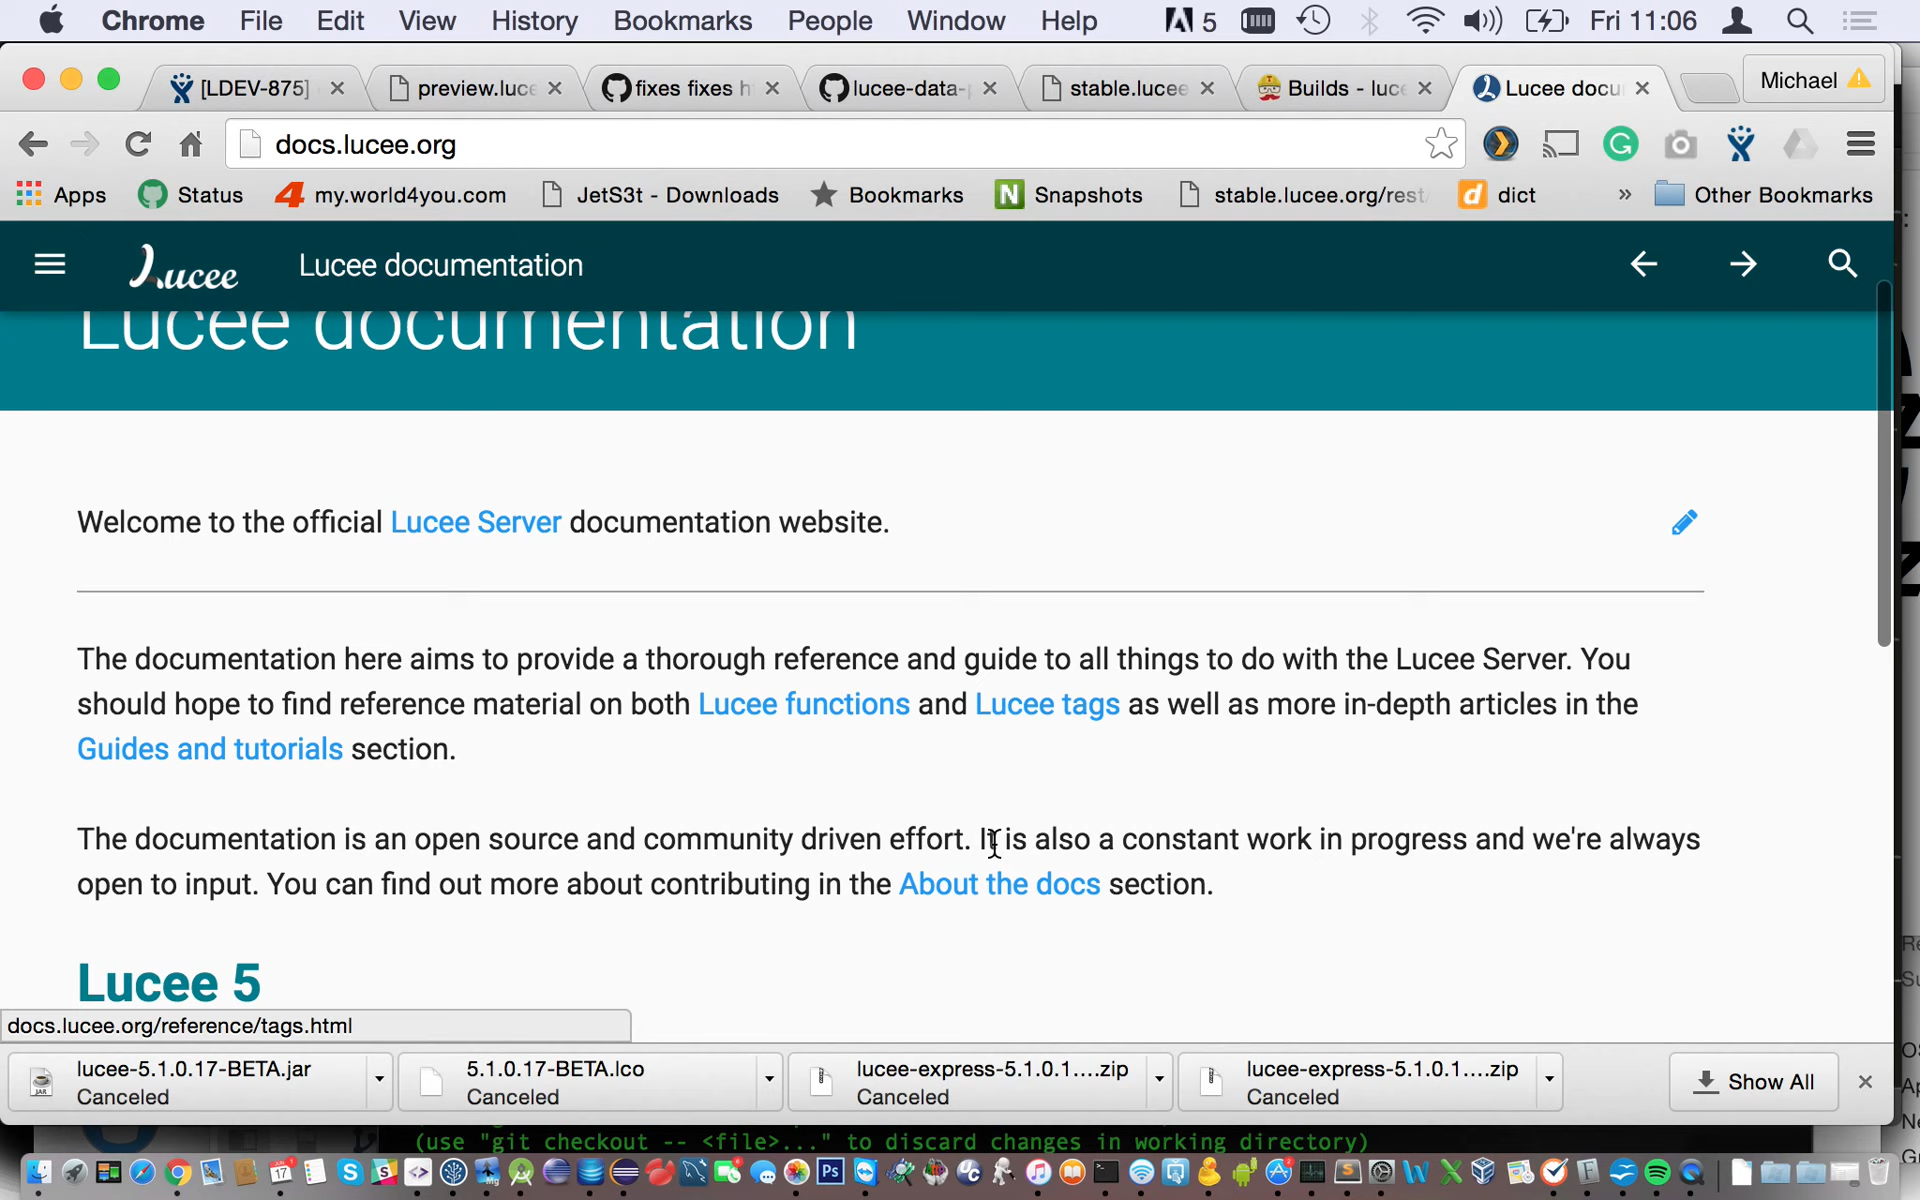 Chrome File Edit View History Bookmarks People Window Help 5 Fri 11:06
[LDEV-875] preview.luce fixes fixes h lucee-data- stable.lucee Builds - luce Lucee docu Michael
docs.lucee.org
Apps Status my.world4you.com JetS3t - Downloads Bookmarks Snapshots stable.lucee.org/rest dict » Other Bookmarks
Lucee Lucee documentation
Lucee documentation
Welcome to the official Lucee Server documentation website.
The documentation here aims to provide a thorough reference and guide to all things to do with the Lucee Server. You
should hope to find reference material on both Lucee functions and Lucee tags as well as more in-depth articles in the
Guides and tutorials section.
The documentation is an open source and community driven effort. It is also a constant work in progress and we're always
open to input. You can find out more about contributing in the About the docs section.
Lucee 5
docs.lucee.org/reference/tags.html
lucee-5.1.0.17-BETA.jar 5.1.0.17-BETA.lco lucee-express-5.1.0.1....zip lucee-express-5.1.0.1....zip Show All
Canceled Canceled Canceled Canceled
(use "git checkout -- <file>..." to discard changes in working directory)